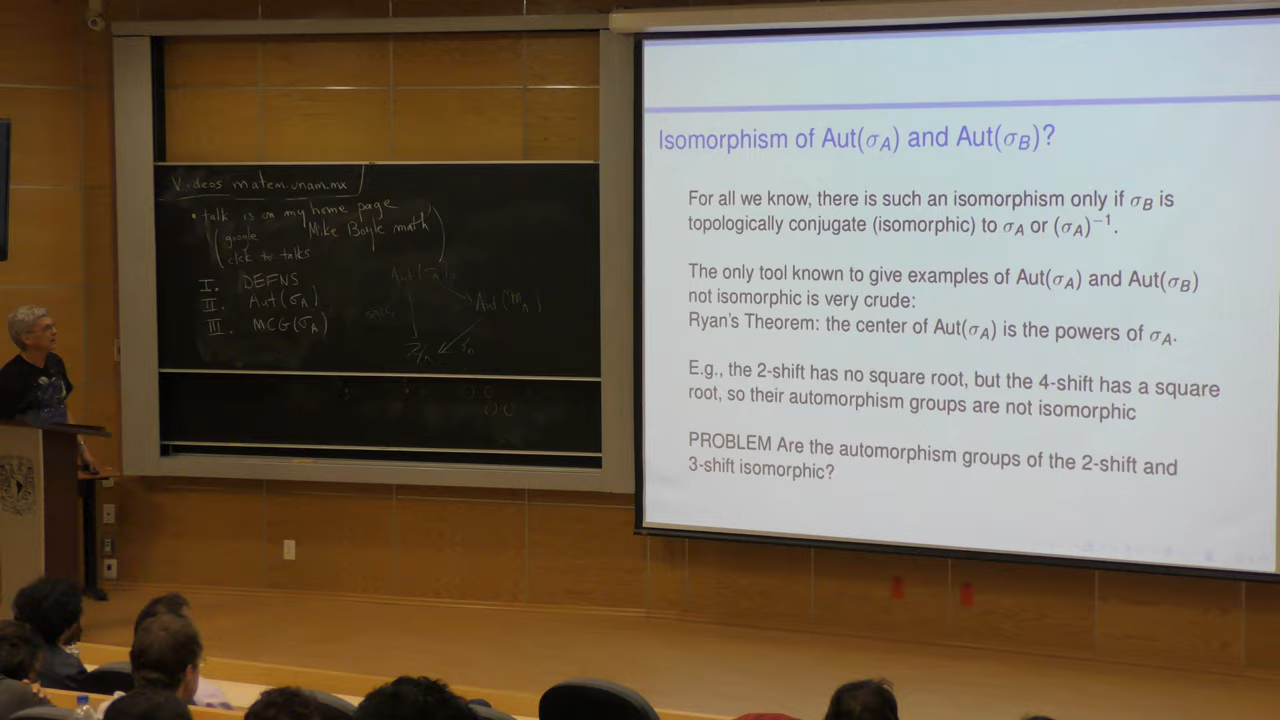 Videos matem.unam.mx
• talk is on my home page
(google Mike Boyle math)
click to talks
I. DEFNS
II. Aut(σ_A)
III. MCG(σ_A)
Isomorphism of Aut(σ_A) and Aut(σ_B)?
For all we know, there is such an isomorphism only if σ_B is
topologically conjugate (isomorphic) to σ_A or (σ_A)⁻¹.
The only tool known to give examples of Aut(σ_A) and Aut(σ_B)
not isomorphic is very crude:
Ryan's Theorem: the center of Aut(σ_A) is the powers of σ_A.
E.g., the 2-shift has no square root, but the 4-shift has a square
root, so their automorphism groups are not isomorphic
PROBLEM Are the automorphism groups of the 2-shift and
3-shift isomorphic?